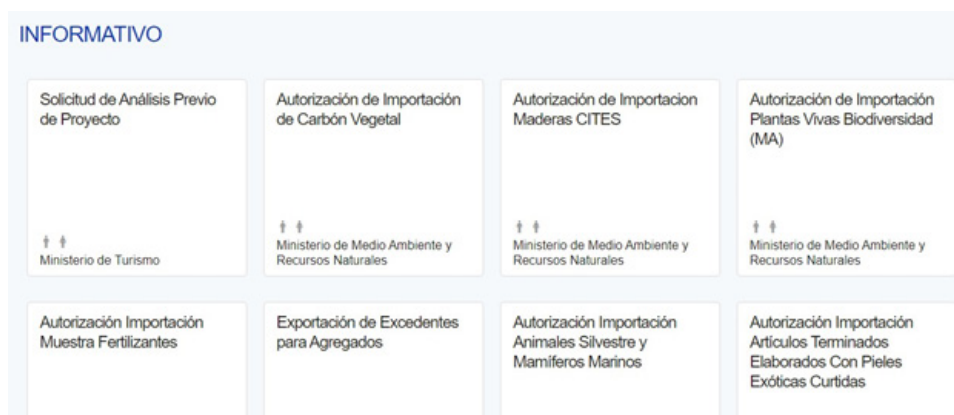 INFORMATIVO
Solicitud de Análisis Previo
de Proyecto
Ministerio de Turismo
Autorización de Importación
de Carbón Vegetal
Ministerio de Medio Ambiente y
Recursos Naturales
Autorización de Importacion
Maderas CITES
Ministerio de Medio Ambiente y
Recursos Naturales
Autorización de Importación
Plantas Vivas Biodiversidad
(MA)
Ministerio de Medio Ambiente y
Recursos Naturales
Autorización Importación
Muestra Fertilizantes
Exportación de Excedentes
para Agregados
Autorización Importación
Animales Silvestre y
Mamíferos Marinos
Autorización Importación
Artículos Terminados
Elaborados Con Pieles
Exóticas Curtidas